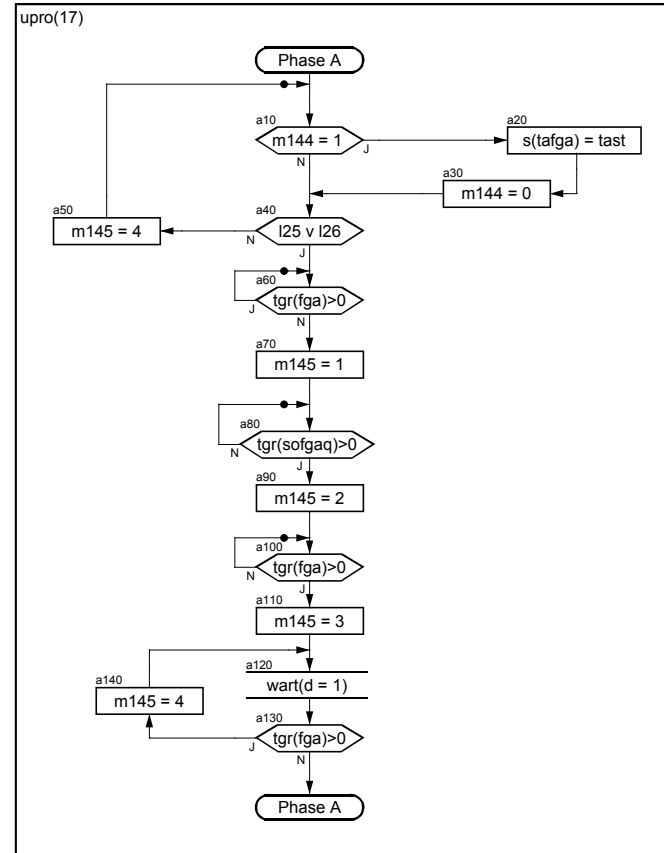 upro(17)
Phase A
a10
m144 = 1
J
N
a20
s(tafga) = tast
a30
m144 = 0
a40
l25 v l26
N
J
a50
m145 = 4
a60
tgr(fga)>0
J
N
a70
m145 = 1
a80
tgr(sofgaq)>0
N
J
a90
m145 = 2
a100
tgr(fga)>0
N
J
a110
m145 = 3
a120
wart(d = 1)
a140
m145 = 4
a130
tgr(fga)>0
J
N
Phase A